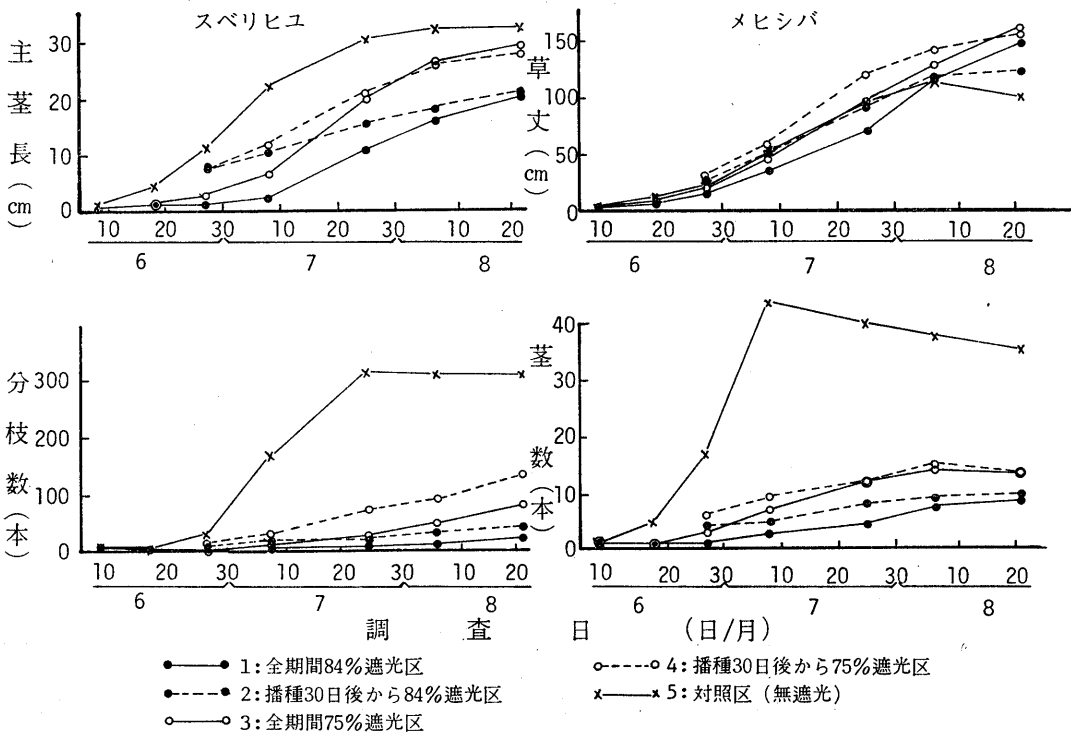 スベリヒユ
主茎長(cm)
30
20
10
0
10 20 30 10 20 30 10 20
6 7 8
メヒシバ
草丈(cm)
150
100
50
0
10 20 30 10 20 30 10 20
6 7 8
分枝数(本)
300
200
100
0
10 20 30 10 20 30 10 20
6 7 8
茎数(本)
40
30
20
10
0
10 20 30 10 20 30 10 20
6 7 8
調査日 (日/月)
1:全期間84%遮光区
2:播種30日後から84%遮光区
3:全期間75%遮光区
4:播種30日後から75%遮光区
5:対照区(無遮光)